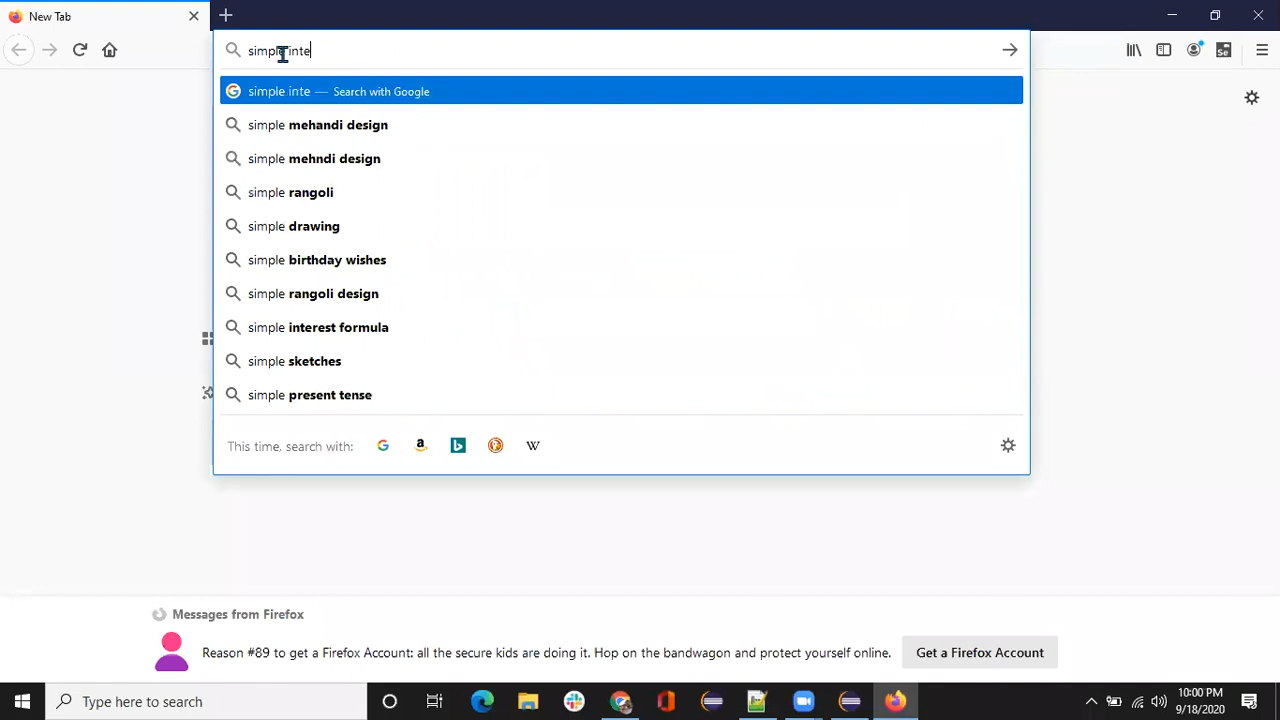 New Tab
simple inte
simple inte — Search with Google
simple mehandi design
simple mehndi design
simple rangoli
simple drawing
simple birthday wishes
simple rangoli design
simple interest formula
simple sketches
simple present tense
This time, search with:
Messages from Firefox
Reason #89 to get a Firefox Account: all the secure kids are doing it. Hop on the bandwagon and protect yourself online.
Get a Firefox Account
Type here to search
10:00 PM
9/18/2020